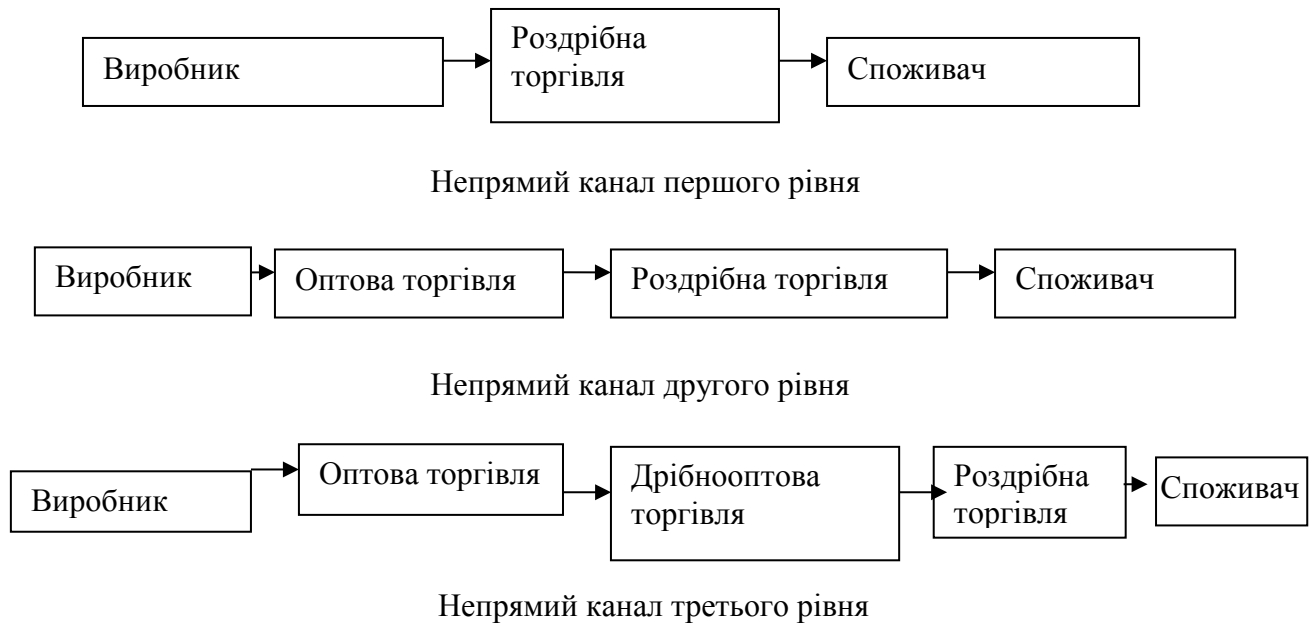 Виробник
Роздрібна
торгівля
Споживач
Непрямий канал першого рівня
Виробник
Оптова торгівля
Роздрібна торгівля
Споживач
Непрямий канал другого рівня
Виробник
Оптова торгівля
Дрібнооптова
торгівля
Роздрібна
торгівля
Споживач
Непрямий канал третього рівня